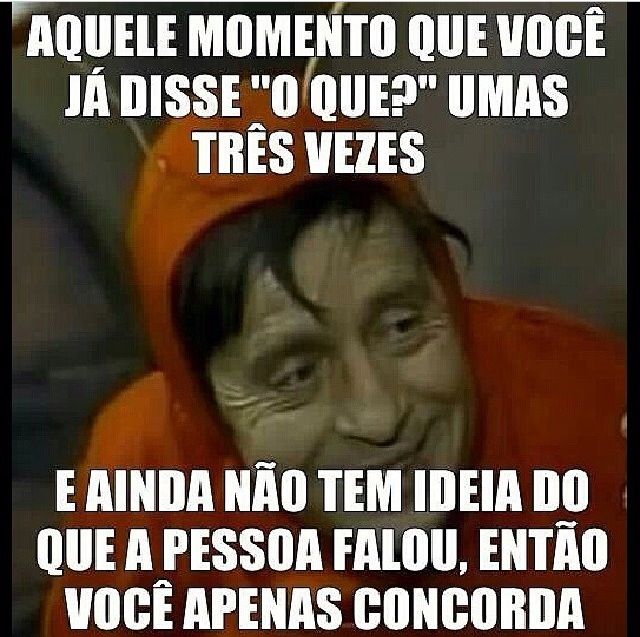 AQUELE MOMENTO QUE VOCÊ
JÁ DISSE "O QUE?" UMAS
TRÊS VEZES
E AINDA NÃO TEM IDEIA DO
QUE A PESSOA FALOU, ENTÃO
VOCÊ APENAS CONCORDA